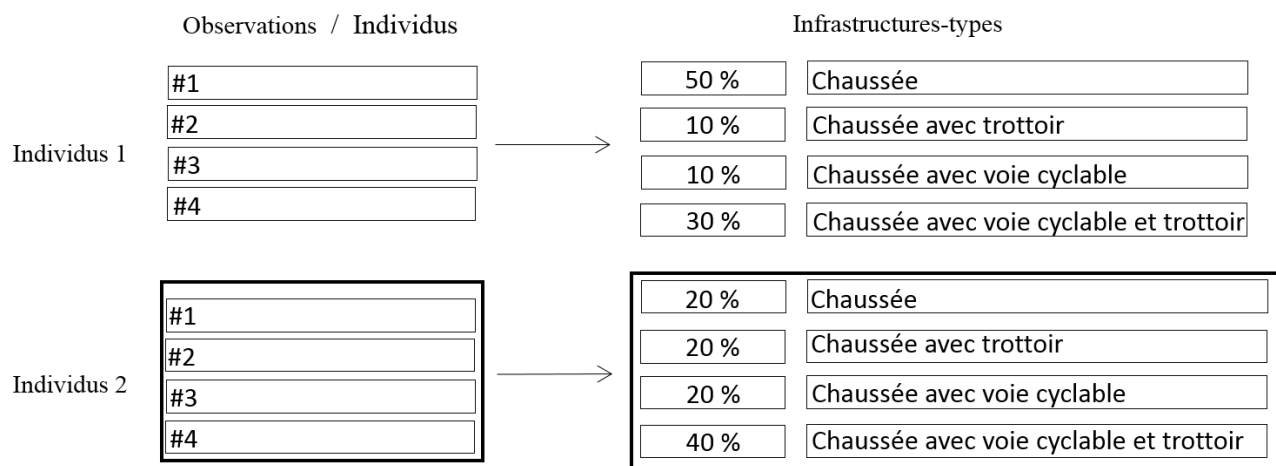 Observations / Individus
Infrastructures-types
Individus 1
#1
#2
#3
#4
50 % Chaussée
10 % Chaussée avec trottoir
10 % Chaussée avec voie cyclable
30 % Chaussée avec voie cyclable et trottoir
Individus 2
#1
#2
#3
#4
20 % Chaussée
20 % Chaussée avec trottoir
20 % Chaussée avec voie cyclable
40 % Chaussée avec voie cyclable et trottoir